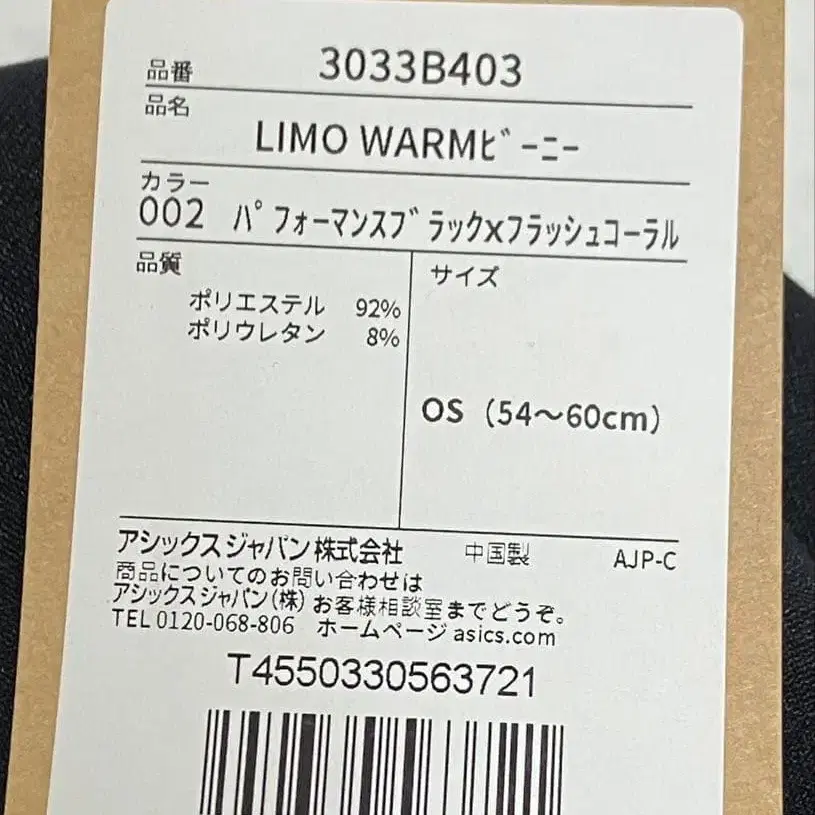 品番 3033B403
品名
LIMO WARMﾋﾞｰﾆｰ
カラー
002 ﾊﾟﾌｫｰﾏﾝｽﾌﾞﾗｯｸxﾌﾗｯｼｭｺｰﾗﾙ
品質 サイズ
ポリエステル 92%
ポリウレタン 8%
OS（54～60cm）
アシックスジャパン株式会社 中国製 AJP-C
商品についてのお問い合わせは
アシックスジャパン(株)お客様相談室までどうぞ。
TEL 0120-068-806 ホームページ asics.com
T4550330563721